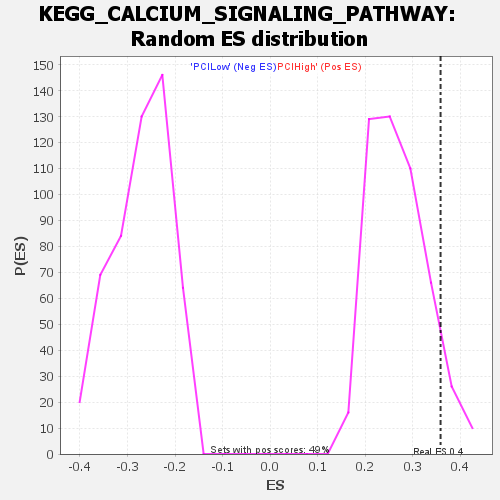 KEGG_CALCIUM_SIGNALING_PATHWAY:
Random ES distribution
'PCILow' (Neg ES)PCIHigh' (Pos ES)
P(ES)
150
140
130
120
110
100
90
80
70
60
50
40
30
20
10
0
Sets with pos scores: 49%
Real ES 0.4
-0.4 -0.3 -0.2 -0.1 0.0 0.1 0.2 0.3 0.4
ES